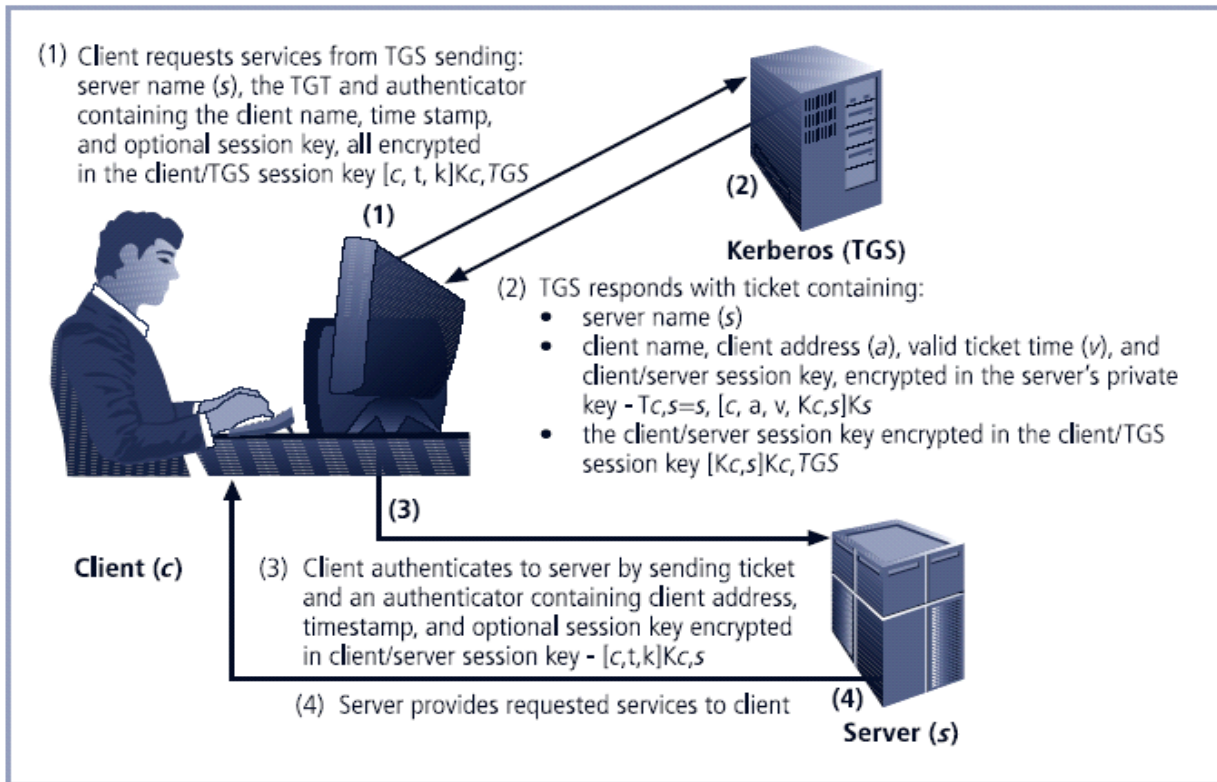 (1) Client requests services from TGS sending:
server name (s), the TGT and authenticator
containing the client name, time stamp,
and optional session key, all encrypted
in the client/TGS session key [c, t, k]Kc,TGS
(1)
(2)
Kerberos (TGS)
(2) TGS responds with ticket containing:
• server name (s)
• client name, client address (a), valid ticket time (v), and
client/server session key, encrypted in the server's private
key - Tc,s=s, [c, a, v, Kc,s]Ks
• the client/server session key encrypted in the client/TGS
session key [Kc,s]Kc,TGS
(3)
Client (c)
(3) Client authenticates to server by sending ticket
and an authenticator containing client address,
timestamp, and optional session key encrypted
in client/server session key - [c,t,k]Kc,s
(4) Server provides requested services to client
(4)
Server (s)